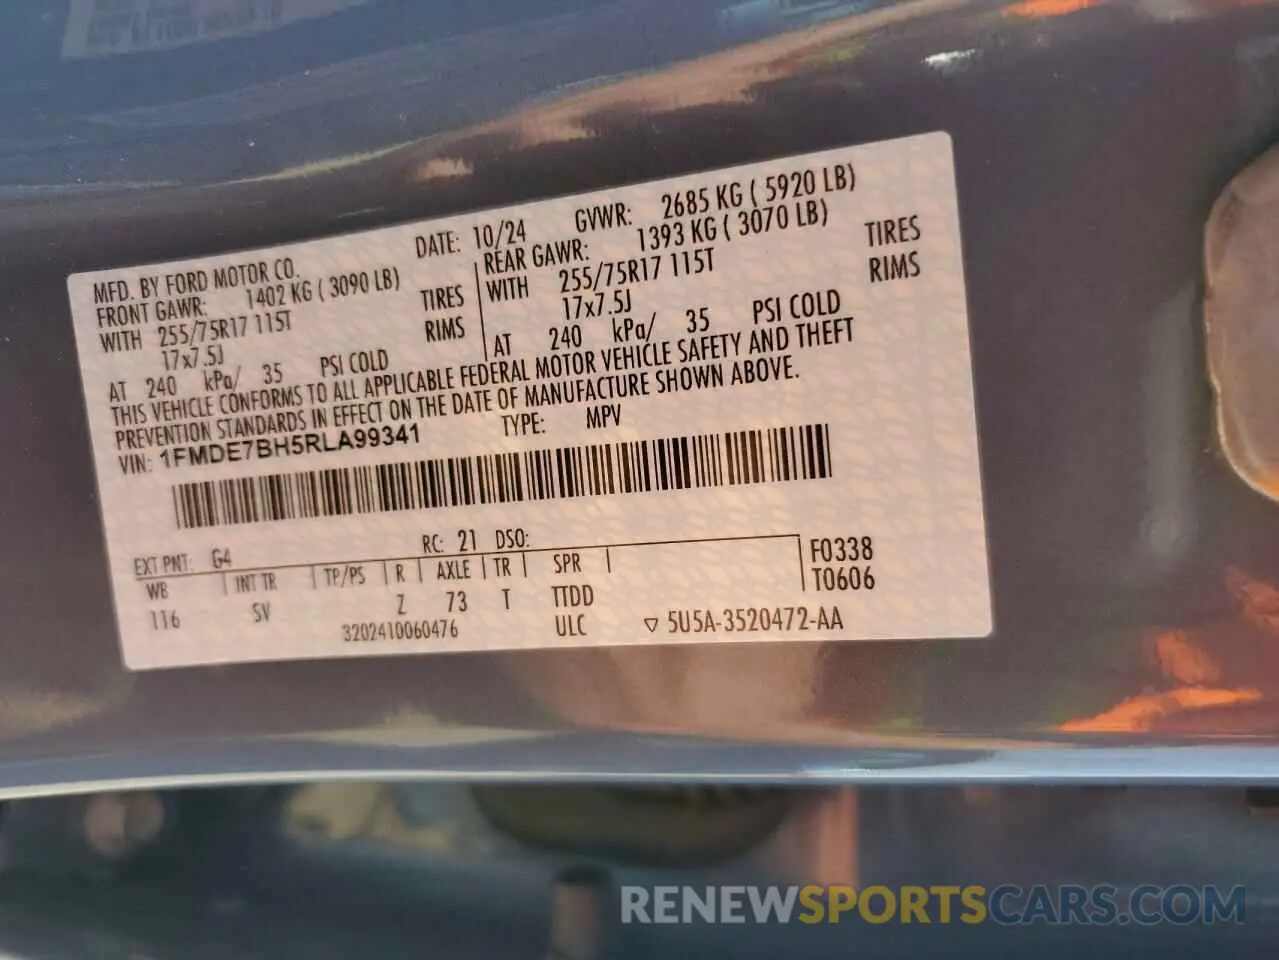 MFD. BY FORD MOTOR CO. DATE: 10/24 GVWR: 2685 KG ( 5920 LB)
FRONT GAWR: 1402 KG ( 3090 LB) REAR GAWR: 1393 KG ( 3070 LB)
WITH 255/75R17 115T TIRES WITH 255/75R17 115T TIRES
17x7.5J RIMS 17x7.5J RIMS
AT 240 kPa/ 35 PSI COLD AT 240 kPa/ 35 PSI COLD
THIS VEHICLE CONFORMS TO ALL APPLICABLE FEDERAL MOTOR VEHICLE SAFETY AND THEFT
PREVENTION STANDARDS IN EFFECT ON THE DATE OF MANUFACTURE SHOWN ABOVE.
VIN: 1FMDE7BH5RLA99341 TYPE: MPV
EXT PNT: G4 RC: 21 DSO: F0338
WB INT TR TP/PS R AXLE TR SPR T0606
116 SV Z 73 T TTDD
3202410060476 ULC ▽ 5U5A-3520472-AA
RENEWSPORTSCARS.COM